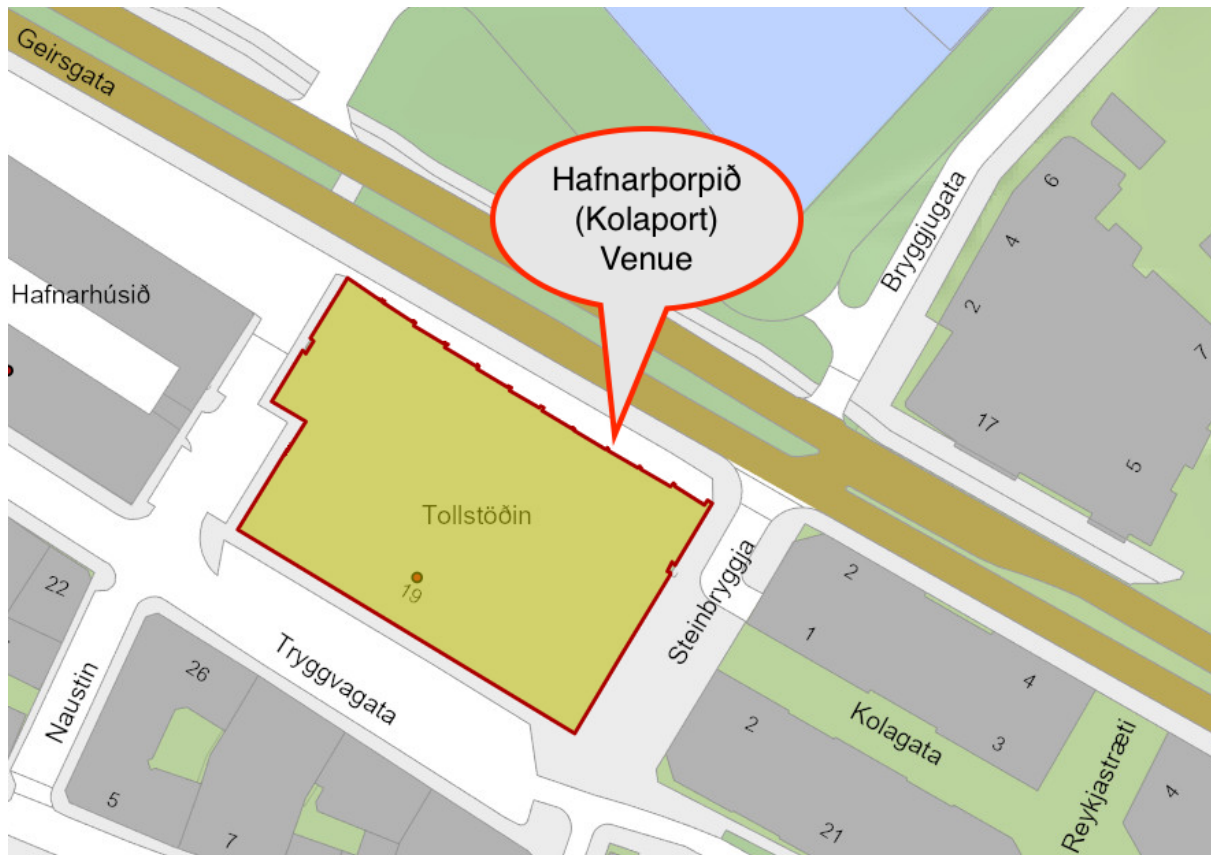 Geirsgata
Hafnarþorpið
(Kolaport)
Venue
Bryggjugata
6
4
2
7
17
5
Hafnarhúsið
Tollstöðin
19
Steinbryggja
2
1
4
3
Kolagata
2
21
Reykjastræti
4
22
Naustin
26
Tryggvagata
5
7